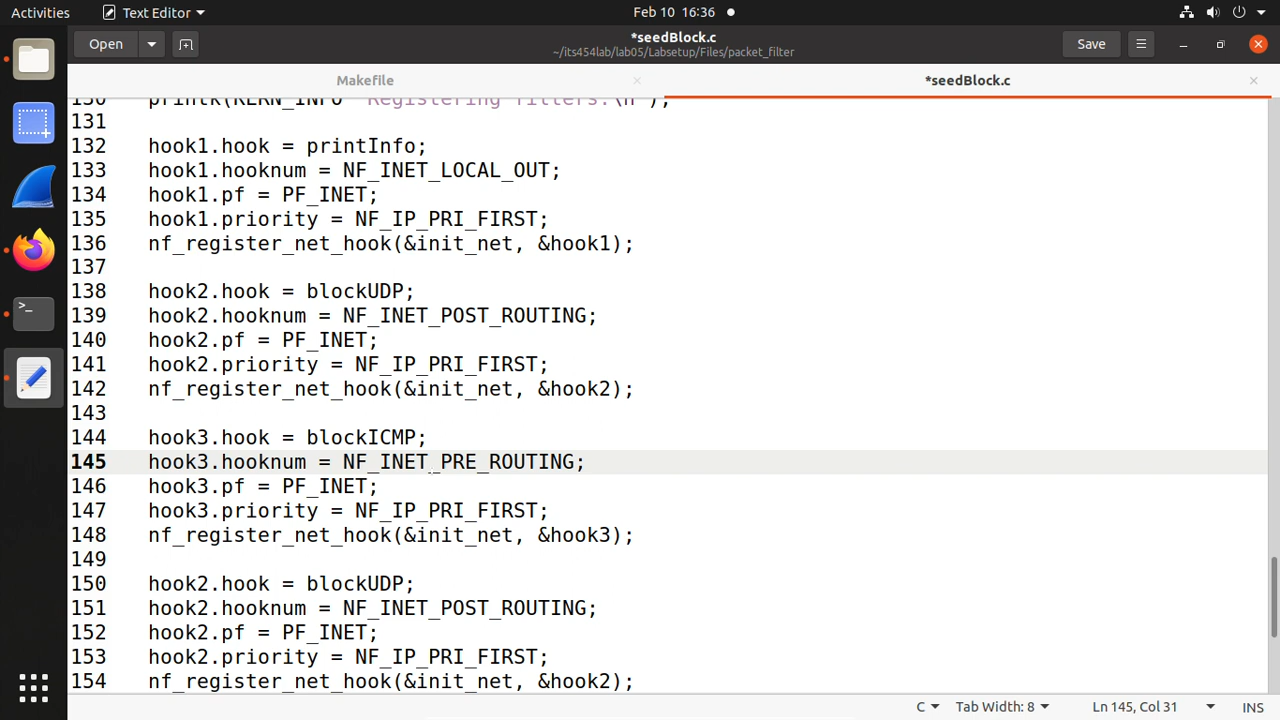 Activities
Text Editor
Feb 10 16:36
Open
*seedBlock.c
~/its454lab/lab05/Labsetup/Files/packet_filter
Save
Makefile
*seedBlock.c
130 printk(KERN_INFO "Registering filters.\n");
131
132 hook1.hook = printInfo;
133 hook1.hooknum = NF_INET_LOCAL_OUT;
134 hook1.pf = PF_INET;
135 hook1.priority = NF_IP_PRI_FIRST;
136 nf_register_net_hook(&init_net, &hook1);
137
138 hook2.hook = blockUDP;
139 hook2.hooknum = NF_INET_POST_ROUTING;
140 hook2.pf = PF_INET;
141 hook2.priority = NF_IP_PRI_FIRST;
142 nf_register_net_hook(&init_net, &hook2);
143
144 hook3.hook = blockICMP;
145 hook3.hooknum = NF_INET_PRE_ROUTING;
146 hook3.pf = PF_INET;
147 hook3.priority = NF_IP_PRI_FIRST;
148 nf_register_net_hook(&init_net, &hook3);
149
150 hook2.hook = blockUDP;
151 hook2.hooknum = NF_INET_POST_ROUTING;
152 hook2.pf = PF_INET;
153 hook2.priority = NF_IP_PRI_FIRST;
154 nf_register_net_hook(&init_net, &hook2);
C
Tab Width: 8
Ln 145, Col 31
INS